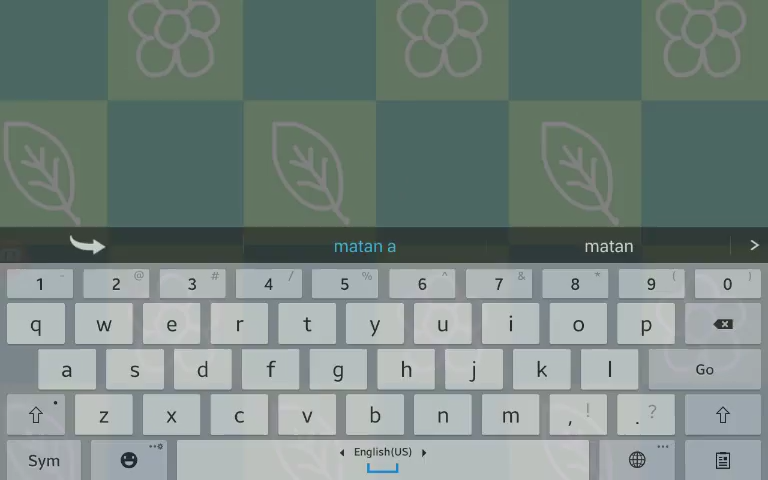 matan a matan >
1 - 2 @ 3 # 4 / 5 % 6 ^ 7 & 8 * 9 ( 0 )
q w e r t y u i o p
a s d f g h j k l Go
z x c v b n m , ! . ?
Sym English(US)